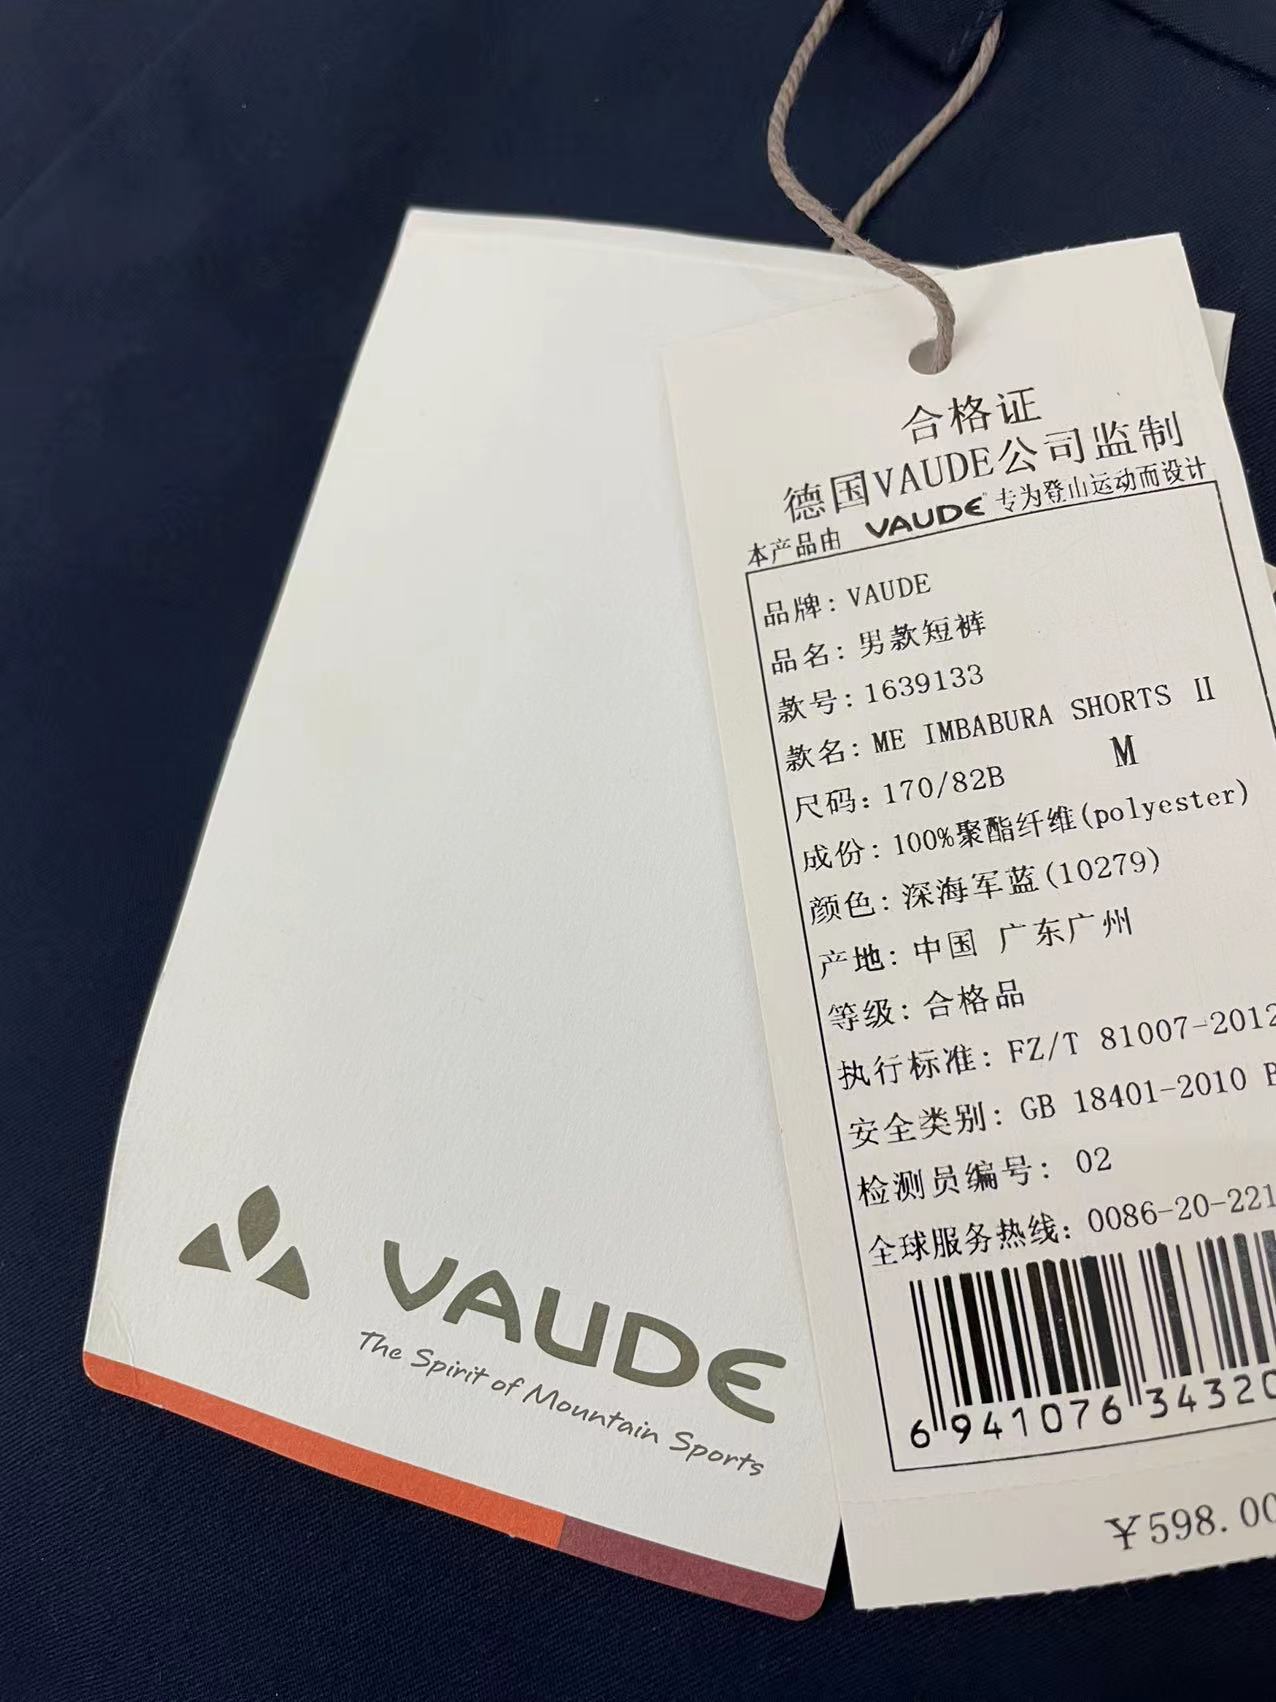 合格证
德国VAUDE公司监制
本产品由 VAUDE 专为登山运动而设计
品牌: VAUDE
品名: 男款短裤
款号: 1639133
款名: ME IMBABURA SHORTS II
尺码: 170/82B M
成份: 100%聚酯纤维(polyester)
颜色: 深海军蓝(10279)
产地: 中国 广东广州
等级: 合格品
执行标准: FZ/T 81007-2012
安全类别: GB 18401-2010 B
检测员编号: 02
全球服务热线: 0086-20-221
6 941076 34320
¥598.00
VAUDE
The Spirit of Mountain Sports